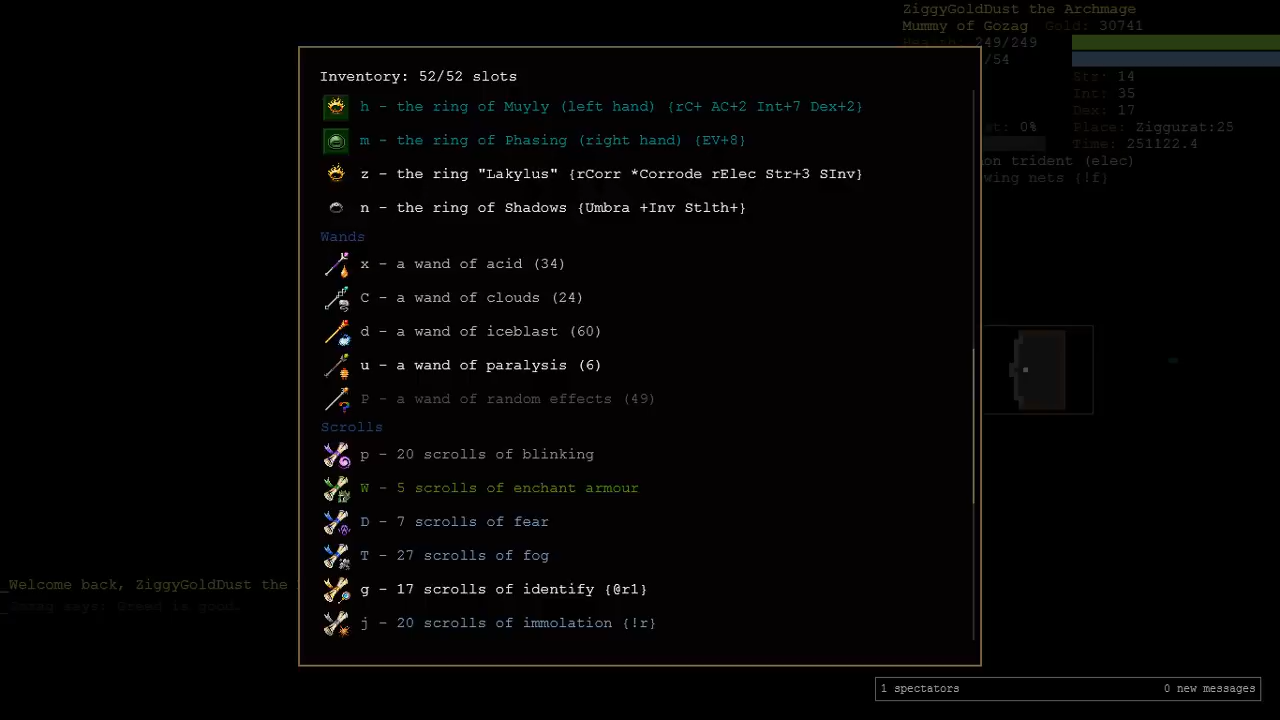 ZiggyGoldDust the Archmage
Mummy of Gozag Gold: 30741
249/249
/54
Str: 14
Int: 35
Dex: 17
st: 0% Place: Ziggurat:25
Time: 251122.4
on trident (elec)
wing nets {!f}
Inventory: 52/52 slots
h - the ring of Muyly (left hand) {rC+ AC+2 Int+7 Dex+2}
m - the ring of Phasing (right hand) {EV+8}
z - the ring "Lakylus" {rCorr *Corrode rElec Str+3 SInv}
n - the ring of Shadows {Umbra +Inv Stlth+}
Wands
x - a wand of acid (34)
C - a wand of clouds (24)
d - a wand of iceblast (60)
u - a wand of paralysis (6)
P - a wand of random effects (49)
Scrolls
p - 20 scrolls of blinking
W - 5 scrolls of enchant armour
D - 7 scrolls of fear
T - 27 scrolls of fog
g - 17 scrolls of identify {@r1}
j - 20 scrolls of immolation {!r}
_Welcome back, ZiggyGoldDust the
_Gozag says: Greed is good.
1 spectators 0 new messages